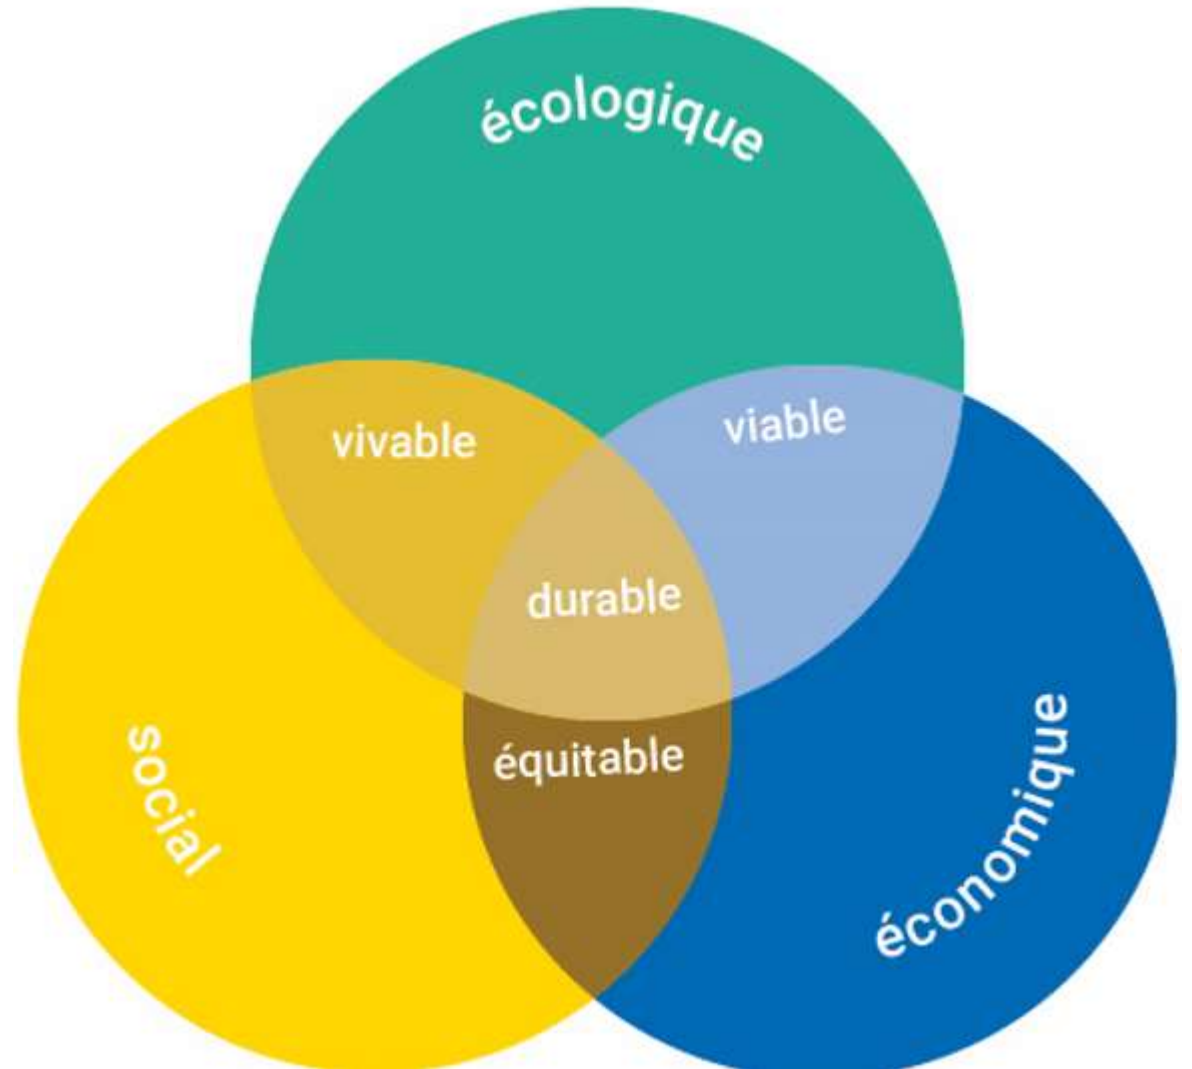 écologique
vivable
viable
durable
équitable
social
économique